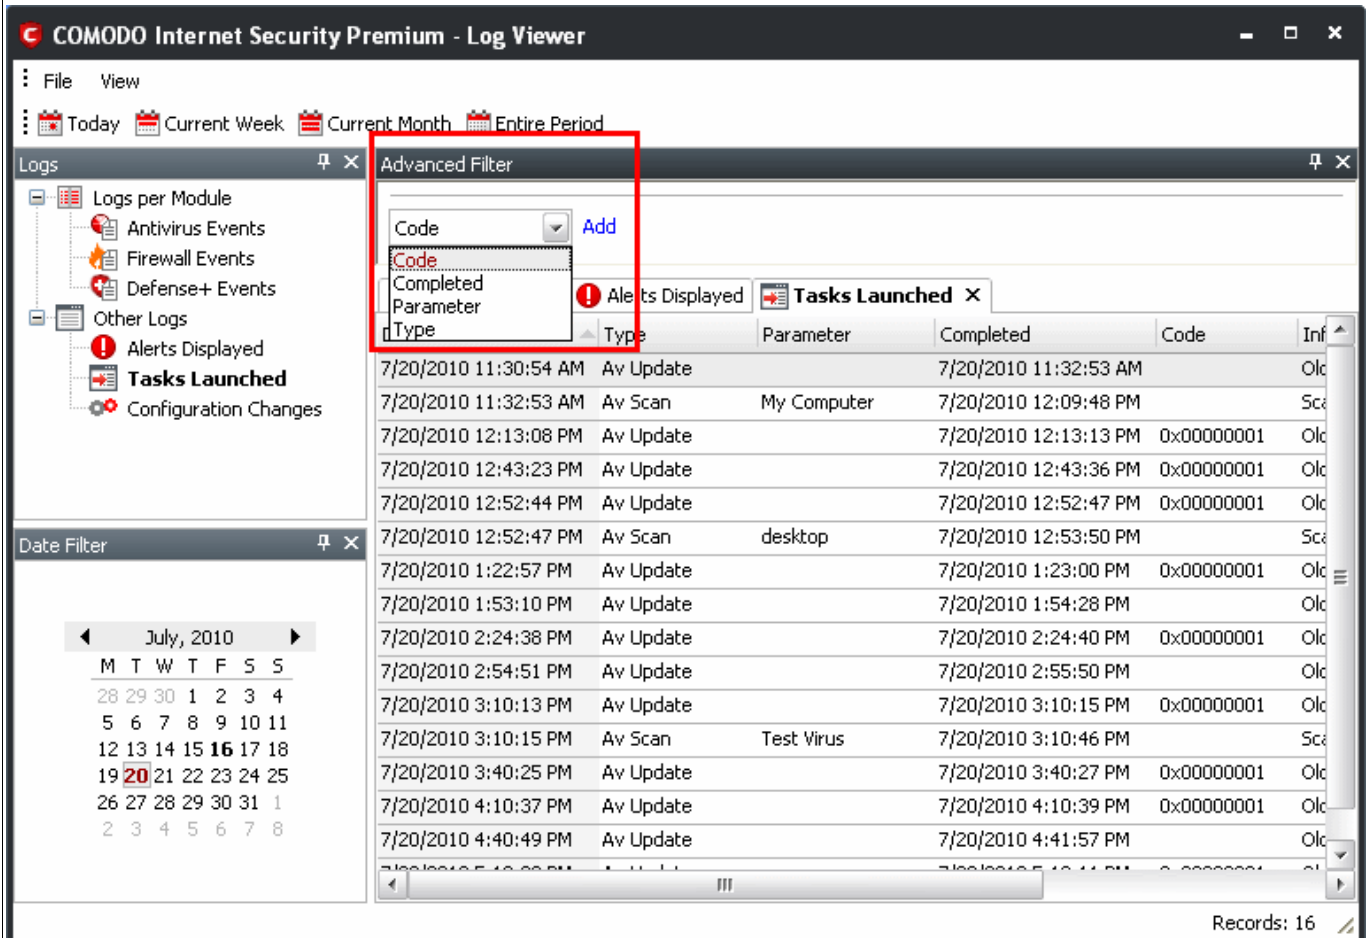 COMODO Internet Security Premium - Log Viewer
File View
Today Current Week Current Month Entire Period
Logs
Advanced Filter
Logs per Module
Antivirus Events
Firewall Events
Defense+ Events
Other Logs
Alerts Displayed
Tasks Launched
Configuration Changes
Code Add
Code
Completed
Parameter
Type
Alerts Displayed Tasks Launched
Type Parameter Completed Code Inf
7/20/2010 11:30:54 AM Av Update 7/20/2010 11:32:53 AM Old
7/20/2010 11:32:53 AM Av Scan My Computer 7/20/2010 12:09:48 PM Sca
7/20/2010 12:13:08 PM Av Update 7/20/2010 12:13:13 PM 0x00000001 Old
7/20/2010 12:43:23 PM Av Update 7/20/2010 12:43:36 PM 0x00000001 Old
7/20/2010 12:52:44 PM Av Update 7/20/2010 12:52:47 PM 0x00000001 Old
7/20/2010 12:52:47 PM Av Scan desktop 7/20/2010 12:53:50 PM Sca
7/20/2010 1:22:57 PM Av Update 7/20/2010 1:23:00 PM 0x00000001 Old
7/20/2010 1:53:10 PM Av Update 7/20/2010 1:54:28 PM Old
7/20/2010 2:24:38 PM Av Update 7/20/2010 2:24:40 PM 0x00000001 Old
7/20/2010 2:54:51 PM Av Update 7/20/2010 2:55:50 PM Old
7/20/2010 3:10:13 PM Av Update 7/20/2010 3:10:15 PM 0x00000001 Old
7/20/2010 3:10:15 PM Av Scan Test Virus 7/20/2010 3:10:46 PM Sca
7/20/2010 3:40:25 PM Av Update 7/20/2010 3:40:27 PM 0x00000001 Old
7/20/2010 4:10:37 PM Av Update 7/20/2010 4:10:39 PM 0x00000001 Old
7/20/2010 4:40:49 PM Av Update 7/20/2010 4:41:57 PM Old
Date Filter
July, 2010
M T W T F S S
28 29 30 1 2 3 4
5 6 7 8 9 10 11
12 13 14 15 16 17 18
19 20 21 22 23 24 25
26 27 28 29 30 31 1
2 3 4 5 6 7 8
Records: 16